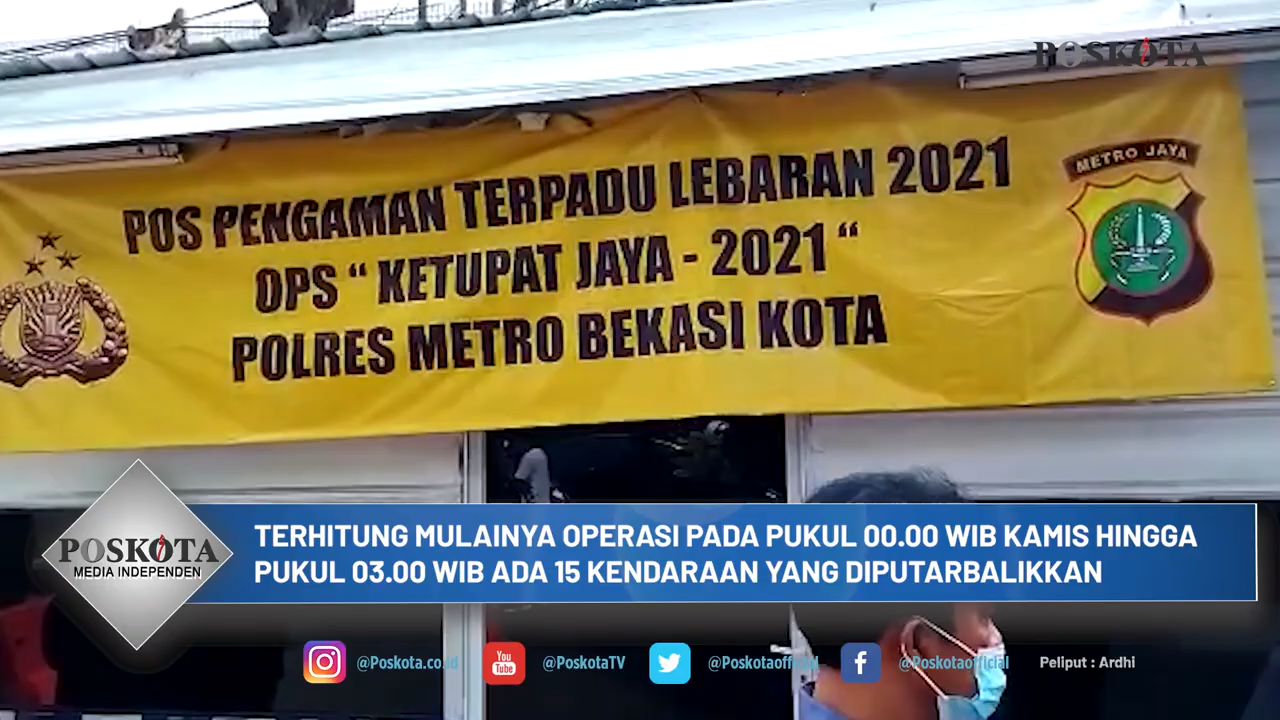 POSKOTA
METRO JAYA
POS PENGAMAN TERPADU LEBARAN 2021
OPS “ KETUPAT JAYA - 2021 “
POLRES METRO BEKASI KOTA
POSKOTA
MEDIA INDEPENDEN
TERHITUNG MULAINYA OPERASI PADA PUKUL 00.00 WIB KAMIS HINGGA
PUKUL 03.00 WIB ADA 15 KENDARAAN YANG DIPUTARBALIKKAN
@Poskota.co.id
You Tube
@PoskotaTV
@Poskotaofficial
@Poskotaofficial
Peliput : Ardhi